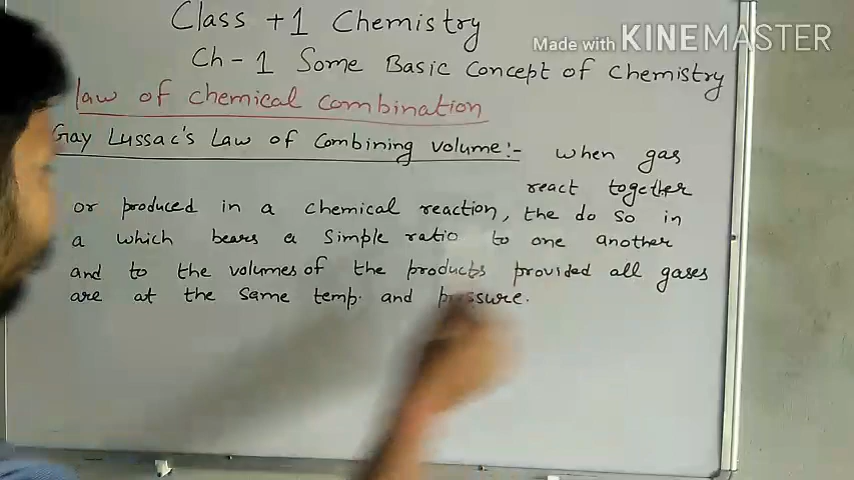 Class +1 Chemistry
Made with KINEMASTER
Ch-1 Some Basic Concept of Chemistry
law of chemical combination
Gay Lussac's Law of Combining volume:- when gas
react together
or produced in a chemical reaction, the do so in
a which bears a simple ratio to one another
and to the volumes of the products provided all gases
are at the same temp. and pressure.